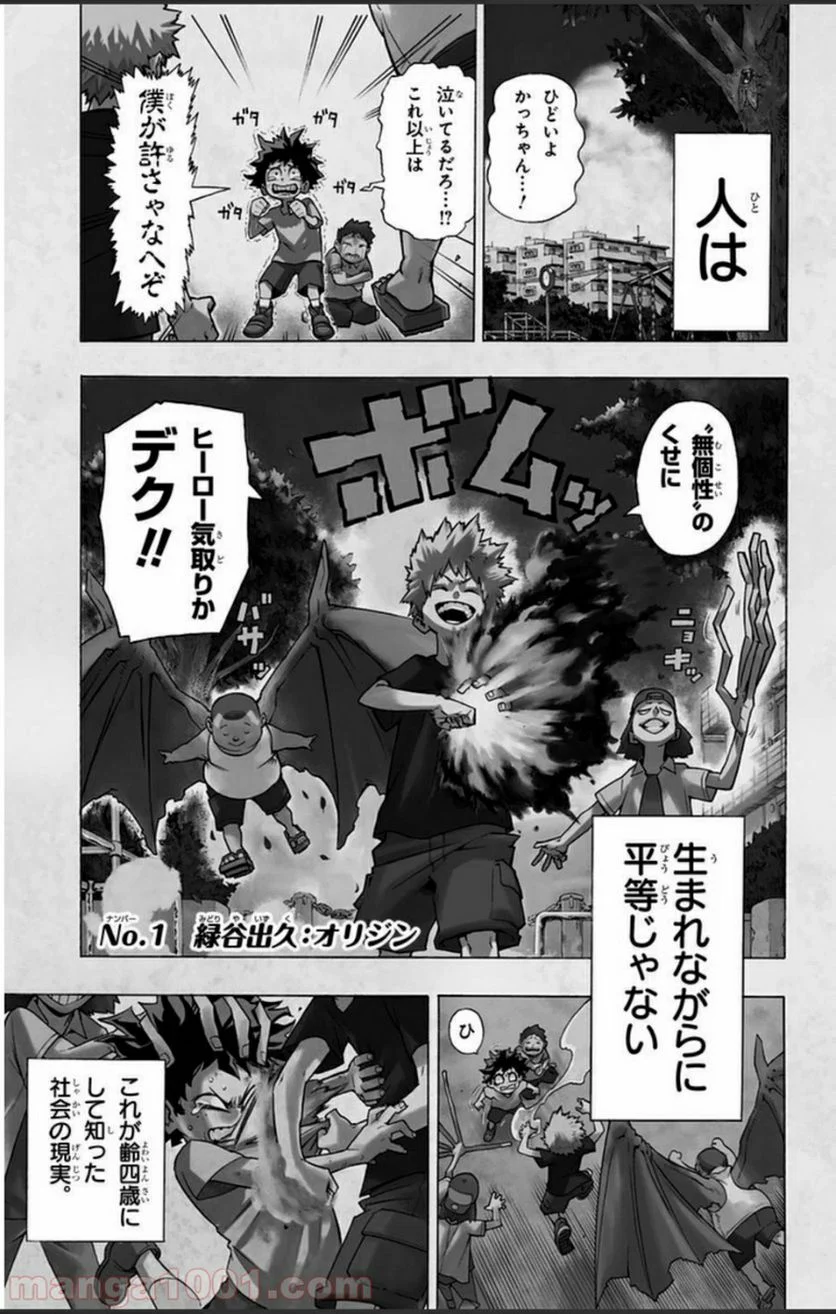 ひどいよ
かっちゃん…！
人は
泣いてるだろ…！？
これ以上は
ガタ
ガタ
ガタ
ガタ
僕が許さゃなへぞ
〝無個性〟の
くせに
ボムッ
ニョキッ
バサッ
ヒーロー気取りか
デク！！
No.1 緑谷出久：オリジン
生まれながらに
平等じゃない
ひ
これが齢四歳に
して知った
社会の現実。
manga1001.com